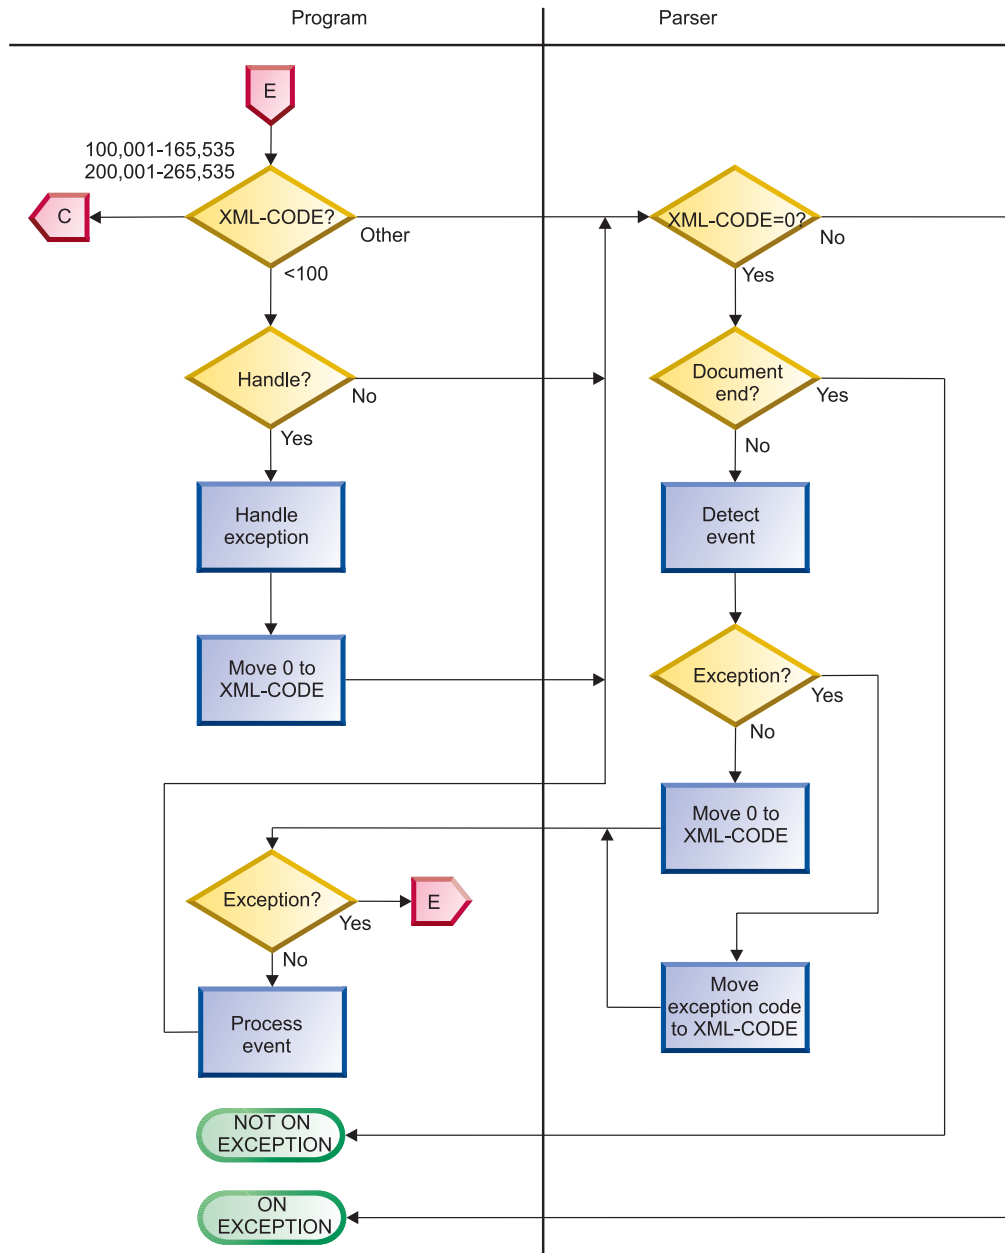 Program
Parser
E
100,001-165,535
200,001-265,535
C
XML-CODE?
Other
<100
XML-CODE=0?
No
Yes
Handle?
No
Yes
Document
end?
Yes
No
Handle
exception
Detect
event
Move 0 to
XML-CODE
Exception?
Yes
No
Move 0 to
XML-CODE
Exception?
Yes
E
No
Process
event
Move
exception code
to XML-CODE
NOT ON
EXCEPTION
ON
EXCEPTION